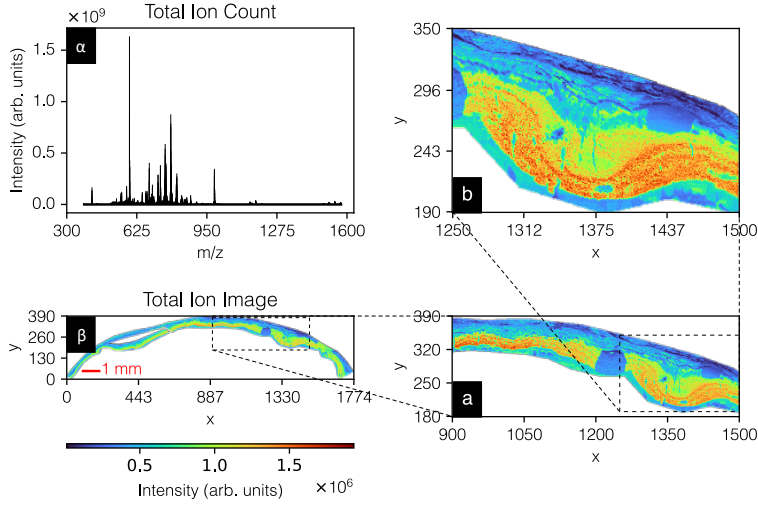 ×10⁹
Total Ion Count
α
1.5
1.0
0.5
0.0
Intensity (arb. units)
300
625
950
1275
1600
m/z
350
296
243
190
y
b
1250
1312
1375
1437
1500
x
Total Ion Image
β
390
260
130
0
y
1 mm
0
443
887
1330
1774
x
0.5
1.0
1.5
Intensity (arb. units)
×10⁶
390
320
250
180
y
a
900
1050
1200
1350
1500
x